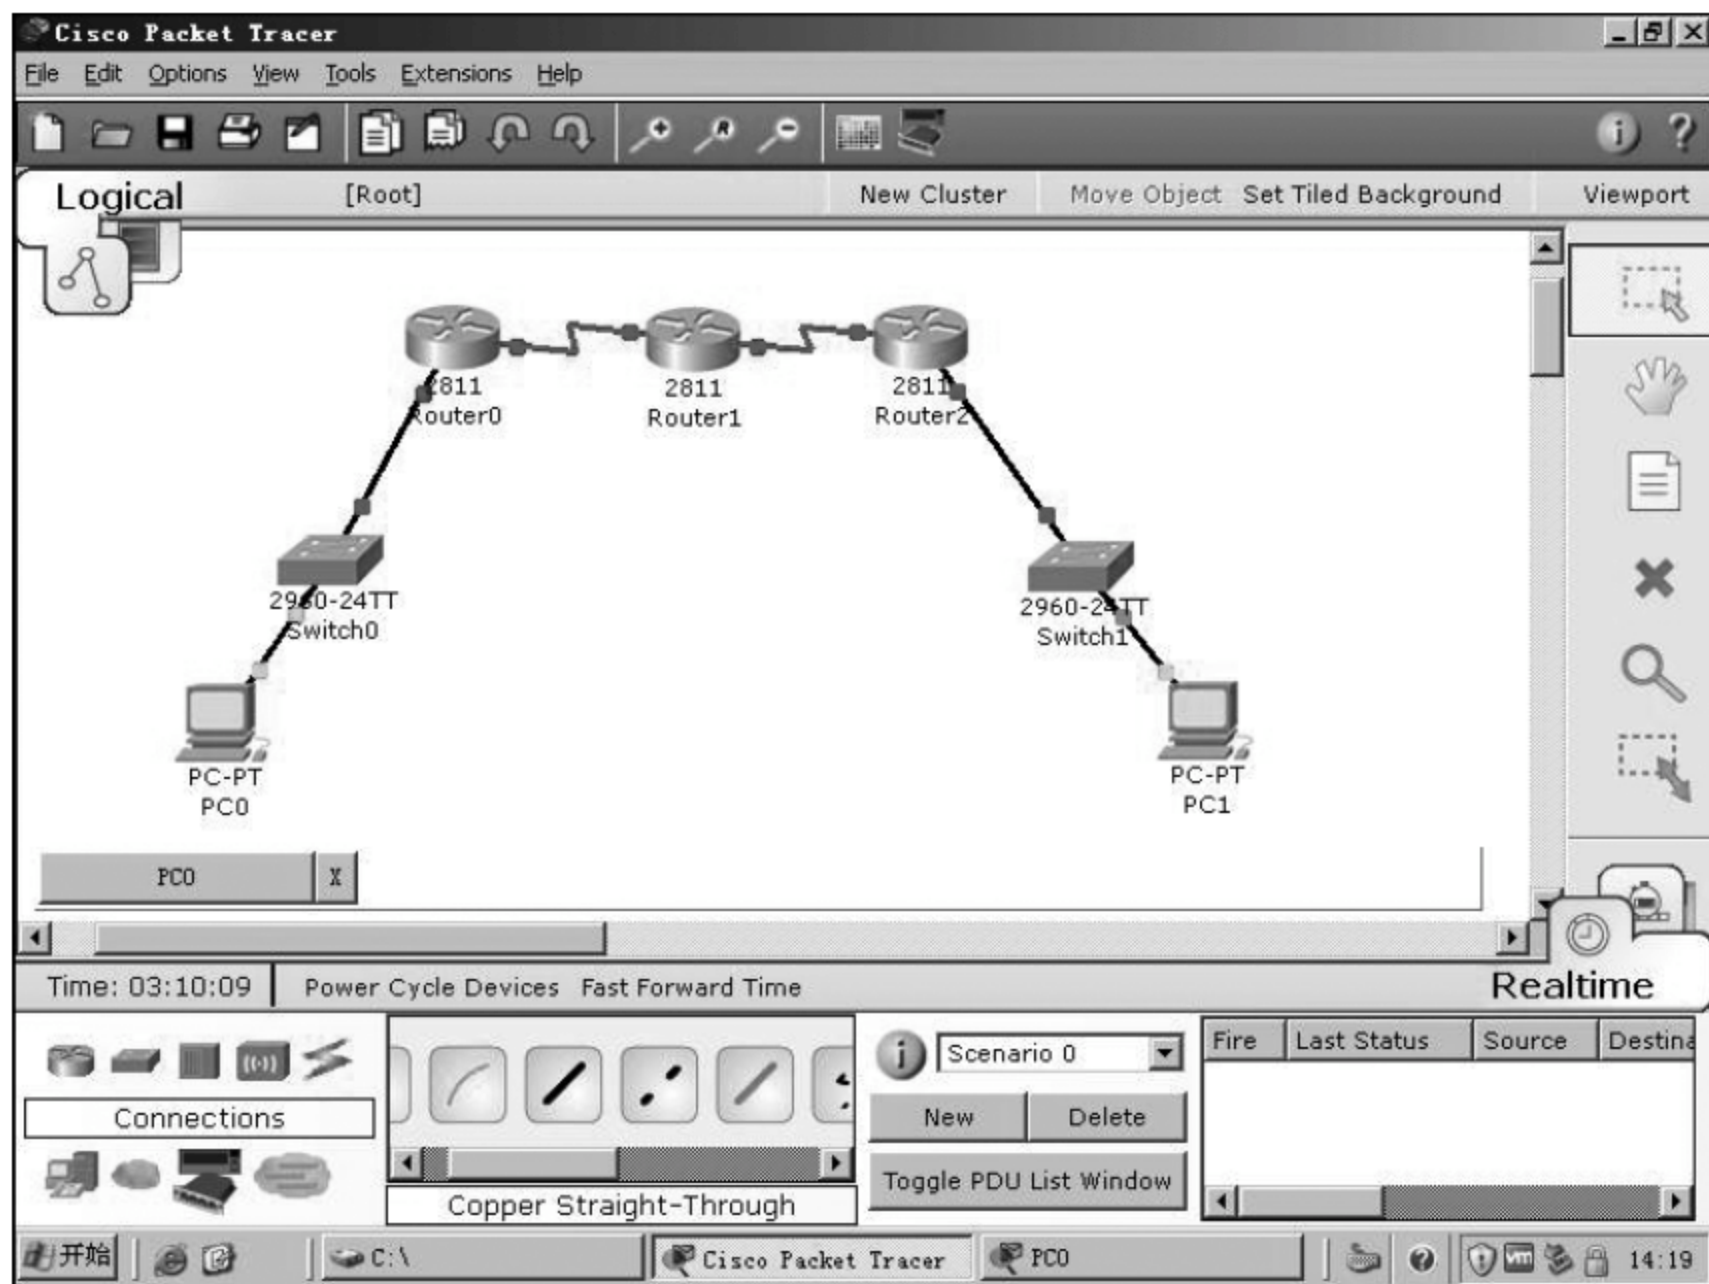 Cisco Packet Tracer
File Edit Options View Tools Extensions Help
Logical [Root] New Cluster Move Object Set Tiled Background Viewport
2811
Router0
2811
Router1
2811
Router2
2960-24TT
Switch0
2960-24TT
Switch1
PC-PT
PC0
PC-PT
PC1
PC0 X
Time: 03:10:09 Power Cycle Devices Fast Forward Time Realtime
Connections
Copper Straight-Through
Scenario 0
New Delete
Toggle PDU List Window
Fire Last Status Source Destina
开始 C:\ Cisco Packet Tracer PC0 14:19